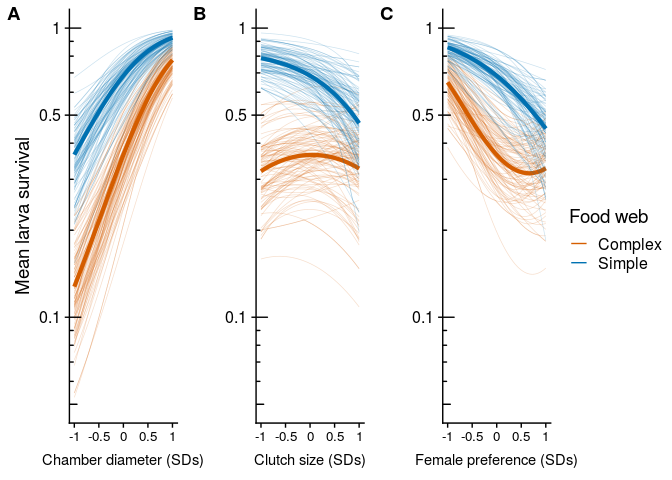 A
B
C
Mean larva survival
1
0.5
0.1
-1 -0.5 0 0.5 1
Chamber diameter (SDs)
1
0.5
0.1
-1 -0.5 0 0.5 1
Clutch size (SDs)
1
0.5
0.1
-1 -0.5 0 0.5 1
Female preference (SDs)
Food web
Complex
Simple